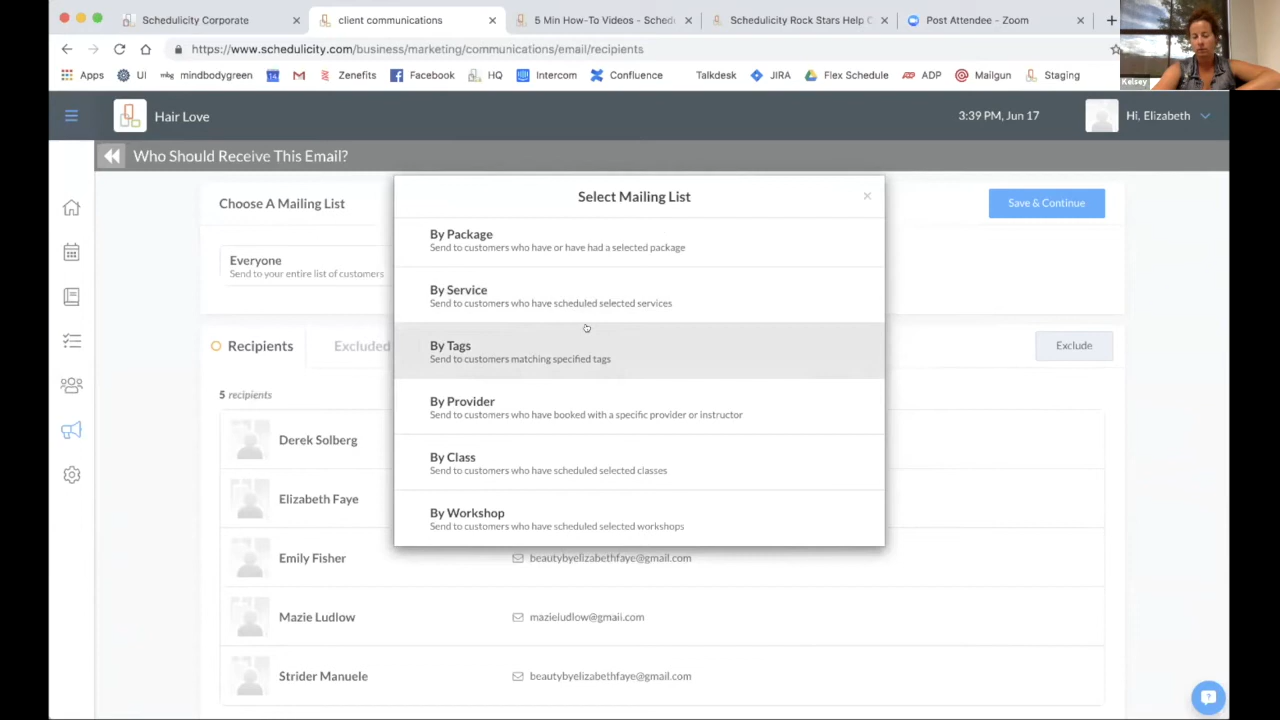 Schedulicity Corporate
client communications
5 Min How-To Videos - Schedu
Schedulicity Rock Stars Help C
Post Attendee - Zoom
https://www.schedulicity.com/business/marketing/communications/email/recipients
Kelsey
Apps
UI
mbg
mindbodygreen
Zenefits
Facebook
HQ
Intercom
Confluence
Talkdesk
JIRA
Flex Schedule
ADP
Mailgun
Staging
Hair Love
3:39 PM, Jun 17
Hi, Elizabeth
Who Should Receive This Email?
Choose A Mailing List
Save & Continue
Everyone
Send to your entire list of customers
Select Mailing List
By Package
Send to customers who have or have had a selected package
By Service
Send to customers who have scheduled selected services
By Tags
Send to customers matching specified tags
By Provider
Send to customers who have booked with a specific provider or instructor
By Class
Send to customers who have scheduled selected classes
By Workshop
Send to customers who have scheduled selected workshops
Recipients
Excluded
Exclude
5 recipients
Derek Solberg
Elizabeth Faye
Emily Fisher
beautybyelizabethfaye@gmail.com
Mazie Ludlow
mazieludlow@gmail.com
Strider Manuele
beautybyelizabethfaye@gmail.com